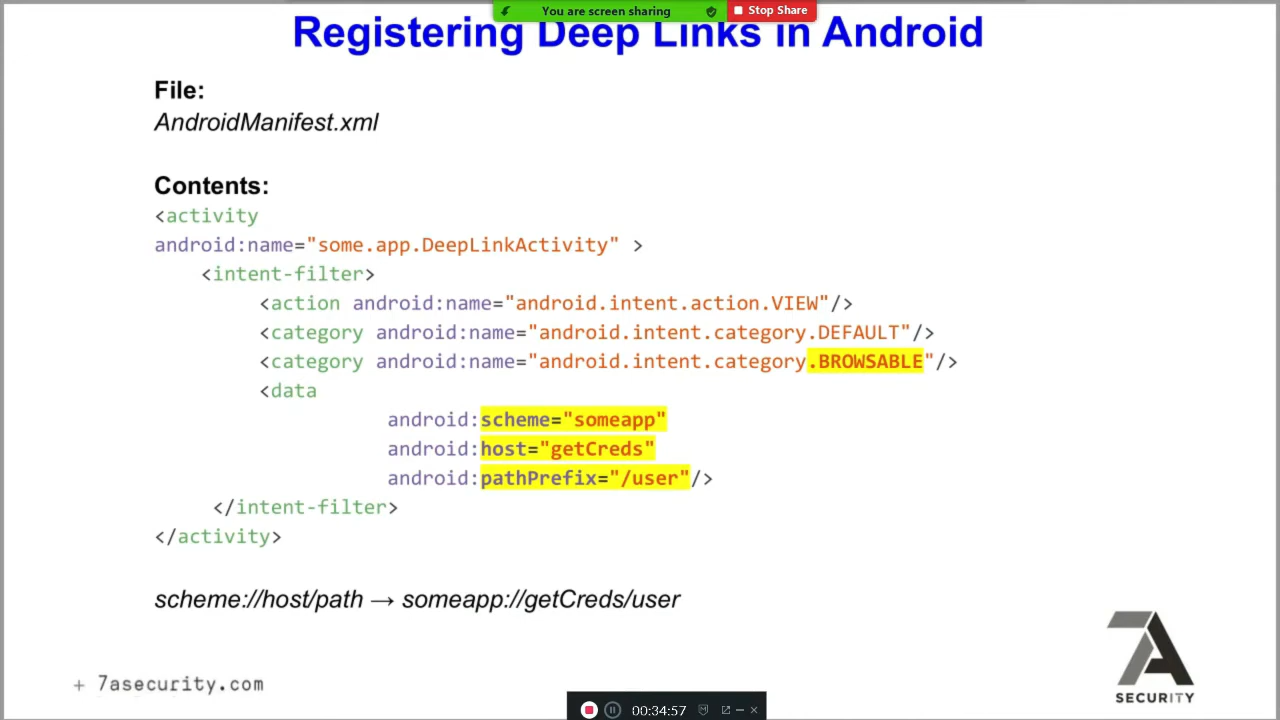 You are screen sharing
Stop Share
Registering Deep Links in Android
File:
AndroidManifest.xml
Contents:
<activity
android:name="some.app.DeepLinkActivity" >
<intent-filter>
<action android:name="android.intent.action.VIEW"/>
<category android:name="android.intent.category.DEFAULT"/>
<category android:name="android.intent.category.BROWSABLE"/>
<data
android:scheme="someapp"
android:host="getCreds"
android:pathPrefix="/user"/>
</intent-filter>
</activity>
scheme://host/path → someapp://getCreds/user
+ 7asecurity.com
7A
SECURITY
00:34:57